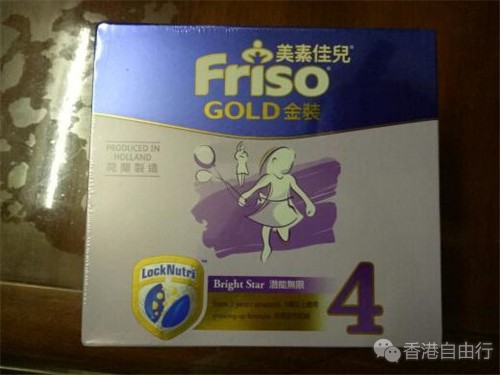 美素佳兒®
Friso®
GOLD 金裝
PRODUCED IN
HOLLAND
荷蘭製造
LockNutri
™
Bright Star 潛能無限
4
香港自由行